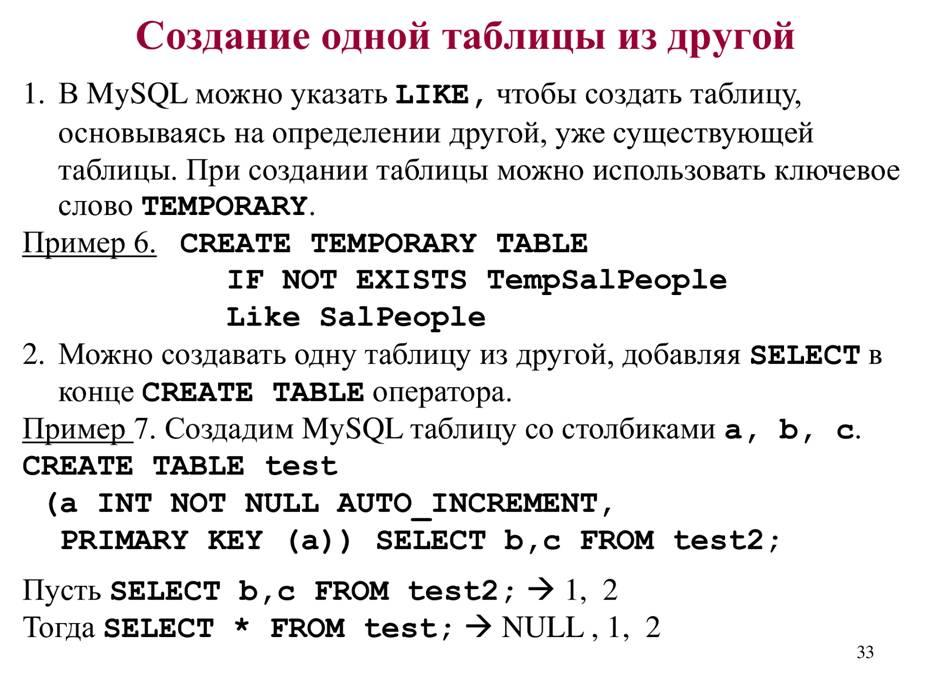 Создание одной таблицы из другой
1. В MySQL можно указать LIKE, чтобы создать таблицу,
основываясь на определении другой, уже существующей
таблицы. При создании таблицы можно использовать ключевое
слово TEMPORARY.
Пример 6. CREATE TEMPORARY TABLE
IF NOT EXISTS TempSalPeople
Like SalPeople
2. Можно создавать одну таблицу из другой, добавляя SELECT в
конце CREATE TABLE оператора.
Пример 7. Создадим MySQL таблицу со столбиками a, b, c.
CREATE TABLE test
(a INT NOT NULL AUTO_INCREMENT,
PRIMARY KEY (a)) SELECT b,c FROM test2;
Пусть SELECT b,c FROM test2; → 1, 2
Тогда SELECT * FROM test; → NULL , 1, 2
33